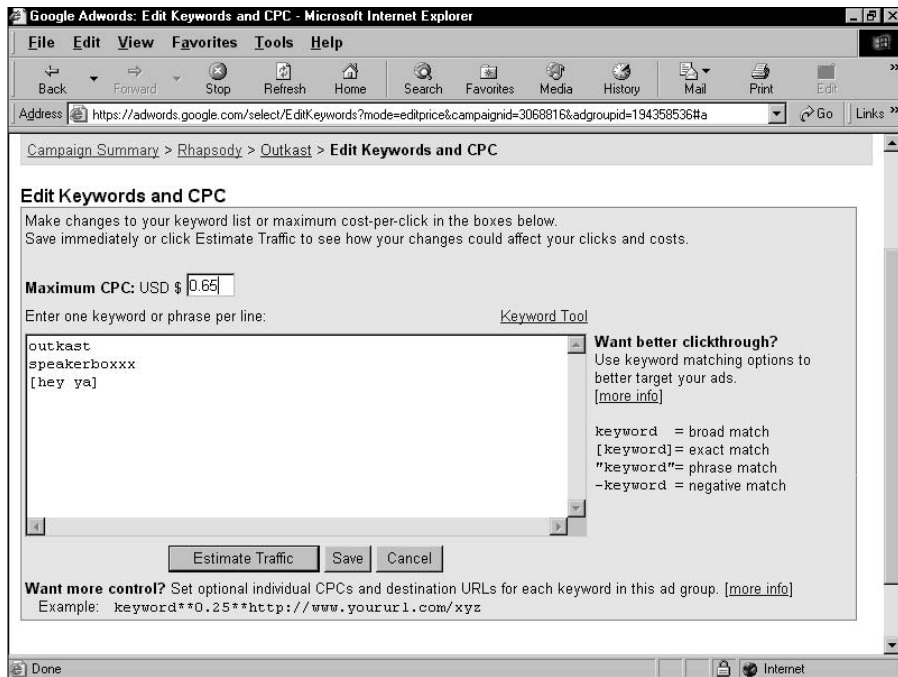 Google Adwords: Edit Keywords and CPC - Microsoft Internet Explorer
File Edit View Favorites Tools Help
Back Forward Stop Refresh Home Search Favorites Media History Mail Print Edit
Address https://adwords.google.com/select/EditKeywords?mode=editprice&campaignid=3068816&adgroupid=194358536#a Go Links
Campaign Summary > Rhapsody > Outkast > Edit Keywords and CPC
Edit Keywords and CPC
Make changes to your keyword list or maximum cost-per-click in the boxes below.
Save immediately or click Estimate Traffic to see how your changes could affect your clicks and costs.
Maximum CPC: USD $ 0.65
Enter one keyword or phrase per line: Keyword Tool
outkast
speakerboxxx
[hey ya]
Want better clickthrough?
Use keyword matching options to
better target your ads.
[more info]
keyword = broad match
[keyword]= exact match
"keyword"= phrase match
-keyword = negative match
Estimate Traffic Save Cancel
Want more control? Set optional individual CPCs and destination URLs for each keyword in this ad group. [more info]
Example: keyword**0.25**http://www.yoururl.com/xyz
Done Internet